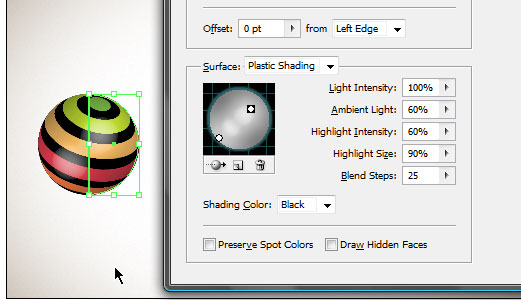 Offset: 0 pt from Left Edge
Surface: Plastic Shading
Light Intensity: 100%
Ambient Light: 60%
Highlight Intensity: 60%
Highlight Size: 90%
Blend Steps: 25
Shading Color: Black
Preserve Spot Colors Draw Hidden Faces